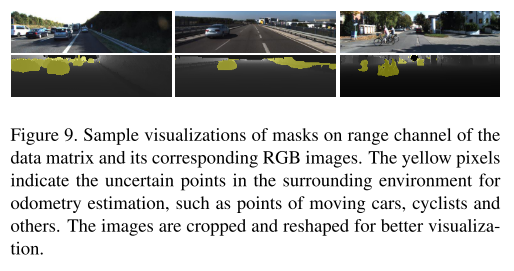 Figure 9. Sample visualizations of masks on range channel of the
data matrix and its corresponding RGB images. The yellow pixels
indicate the uncertain points in the surrounding environment for
odometry estimation, such as points of moving cars, cyclists and
others. The images are cropped and reshaped for better visualiza-
tion.